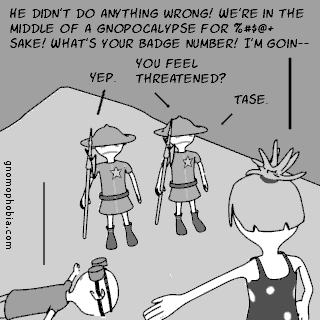 HE DIDN'T DO ANYTHING WRONG! WE'RE IN THE
MIDDLE OF A GNOPOCALYPSE FOR %#$@+
SAKE! WHAT'S YOUR BADGE NUMBER! I'M GOIN--
YEP.
YOU FEEL
THREATENED?
TASE.
gnomophobia.com